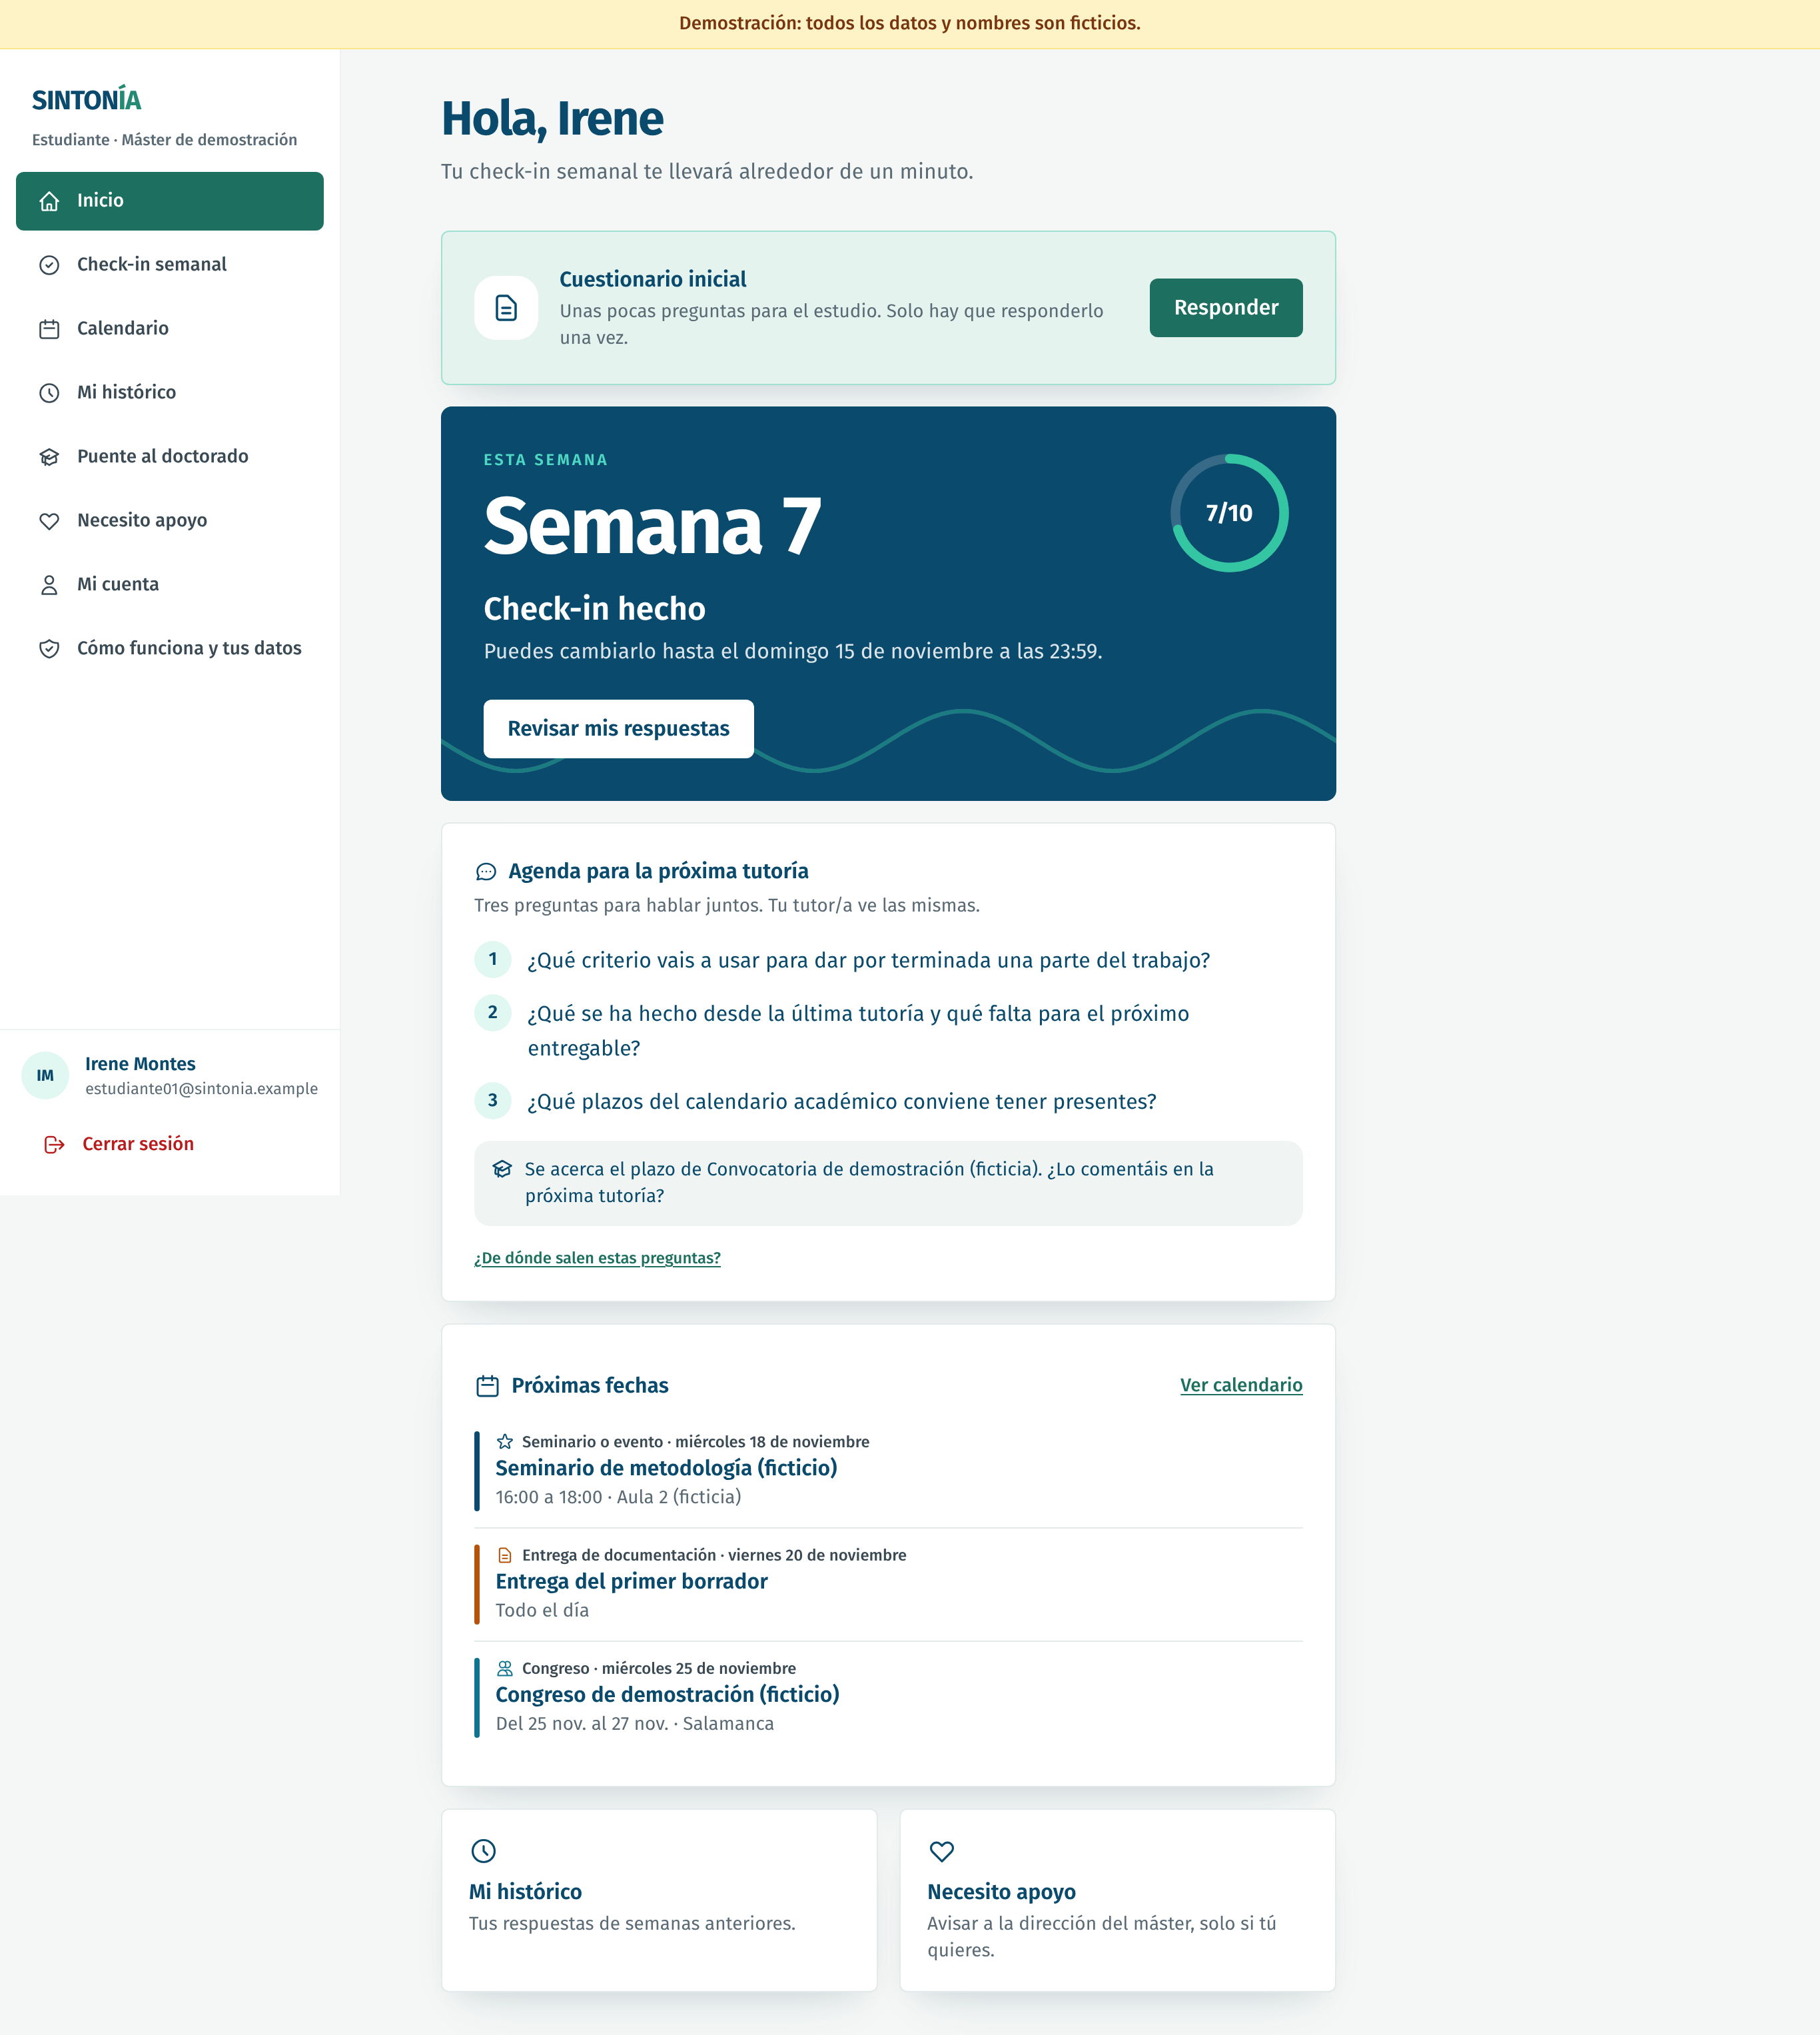 Demostración: todos los datos y nombres son ficticios.
SINTONÍA
Estudiante · Máster de demostración
Inicio
Check-in semanal
Calendario
Mi histórico
Puente al doctorado
Necesito apoyo
Mi cuenta
Cómo funciona y tus datos
IM
Irene Montes
estudiante01@sintonia.example
Cerrar sesión
Hola, Irene
Tu check-in semanal te llevará alrededor de un minuto.
Cuestionario inicial
Unas pocas preguntas para el estudio. Solo hay que responderlo
una vez.
Responder
ESTA SEMANA
Semana 7
7/10
Check-in hecho
Puedes cambiarlo hasta el domingo 15 de noviembre a las 23:59.
Revisar mis respuestas
Agenda para la próxima tutoría
Tres preguntas para hablar juntos. Tu tutor/a ve las mismas.
1 ¿Qué criterio vais a usar para dar por terminada una parte del trabajo?
2 ¿Qué se ha hecho desde la última tutoría y qué falta para el próximo
entregable?
3 ¿Qué plazos del calendario académico conviene tener presentes?
Se acerca el plazo de Convocatoria de demostración (ficticia). ¿Lo comentáis en la
próxima tutoría?
¿De dónde salen estas preguntas?
Próximas fechas
Ver calendario
Seminario o evento · miércoles 18 de noviembre
Seminario de metodología (ficticio)
16:00 a 18:00 · Aula 2 (ficticia)
Entrega de documentación · viernes 20 de noviembre
Entrega del primer borrador
Todo el día
Congreso · miércoles 25 de noviembre
Congreso de demostración (ficticio)
Del 25 nov. al 27 nov. · Salamanca
Mi histórico
Tus respuestas de semanas anteriores.
Necesito apoyo
Avisar a la dirección del máster, solo si tú
quieres.